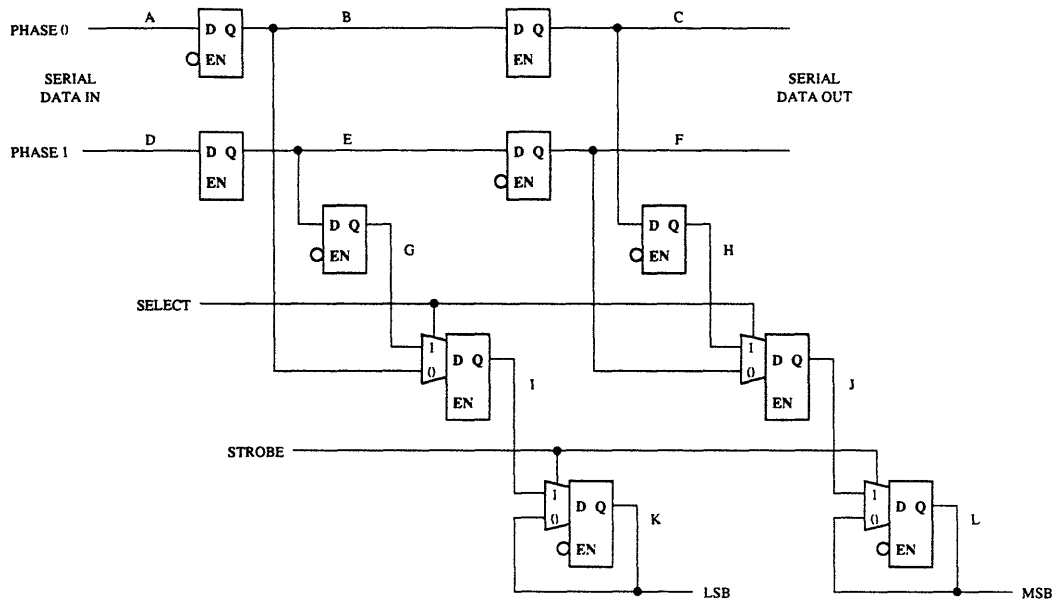 PHASE 0 A B C
D Q D Q
EN EN
SERIAL
DATA IN
SERIAL
DATA OUT
PHASE 1 D E F
D Q D Q
EN EN
D Q G D Q H
EN EN
SELECT
1 D Q 1 D Q
0 I 0 J
EN EN
STROBE
1 D Q 1 D Q
0 K 0 L
EN EN
LSB MSB